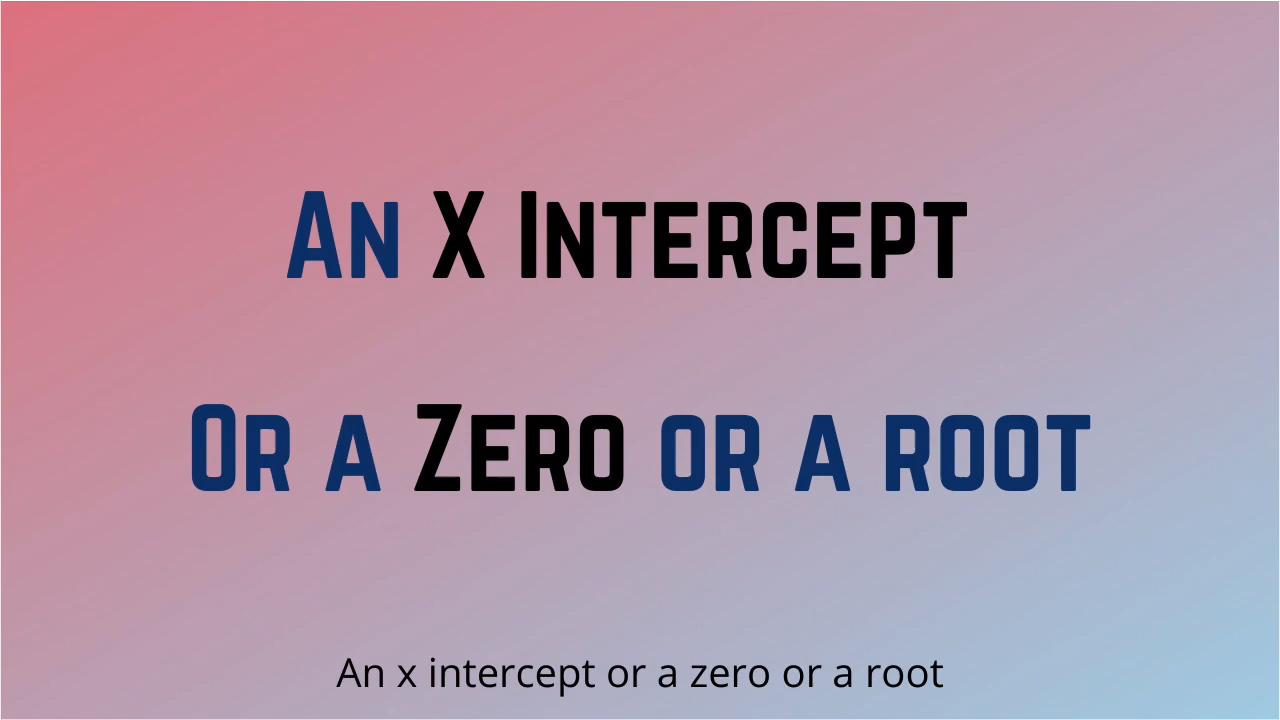 An X Intercept
Or a Zero or a root
An x intercept or a zero or a root